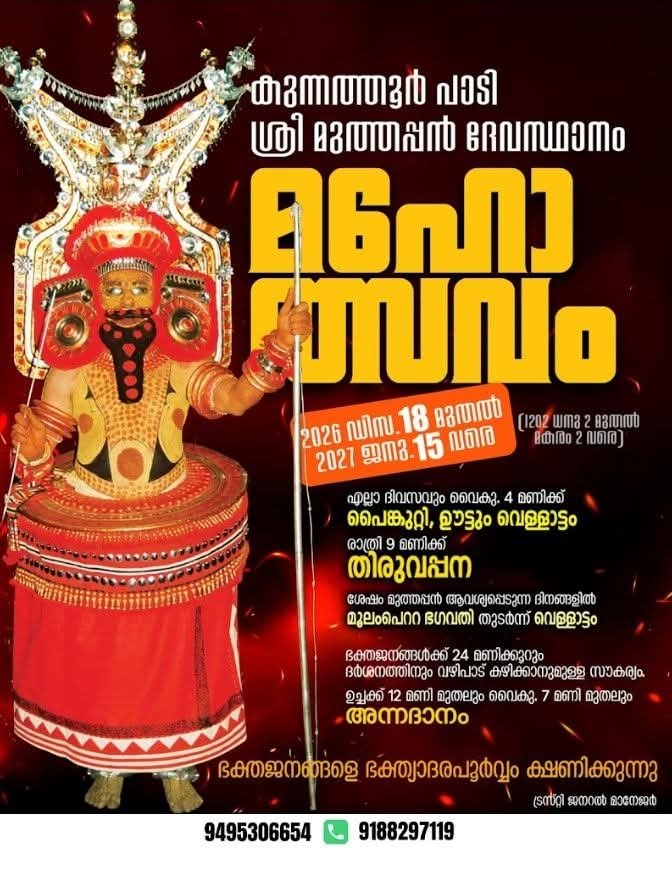 കുന്നത്തൂർ പാടി
ശ്രീ മുത്തപ്പൻ ദേവസ്ഥാനം
മഹോ
ത്സവം
2026 ഡിസ.18 മുതൽ
2027 ജനു.15 വരെ
(1202 ധനു 2 മുതൽ
മകരം 2 വരെ)
എല്ലാ ദിവസവും വൈകു. 4 മണിക്ക്
പൈങ്കുറ്റി, ഊട്ടും വെള്ളാട്ടം
രാത്രി 9 മണിക്ക്
തിരുവപ്പന
ശേഷം മുത്തപ്പൻ ആവശ്യപ്പെടുന്ന ദിനങ്ങളിൽ
മൂലംപെററ ഭഗവതി തുടർന്ന് വെള്ളാട്ടം
ഭക്തജനങ്ങൾക്ക് 24 മണിക്കൂറും
ദർശനത്തിനും വഴിപാട് കഴിക്കാനുമുള്ള സൗകര്യം.
ഉച്ചക്ക് 12 മണി മുതലും വൈകു. 7 മണി മുതലും
അന്നദാനം
ഭക്തജനങ്ങളെ ഭക്ത്യാദരപൂർവ്വം ക്ഷണിക്കുന്നു
ട്രസ്റ്റി ജനറൽ മാനേജർ
9495306654 9188297119